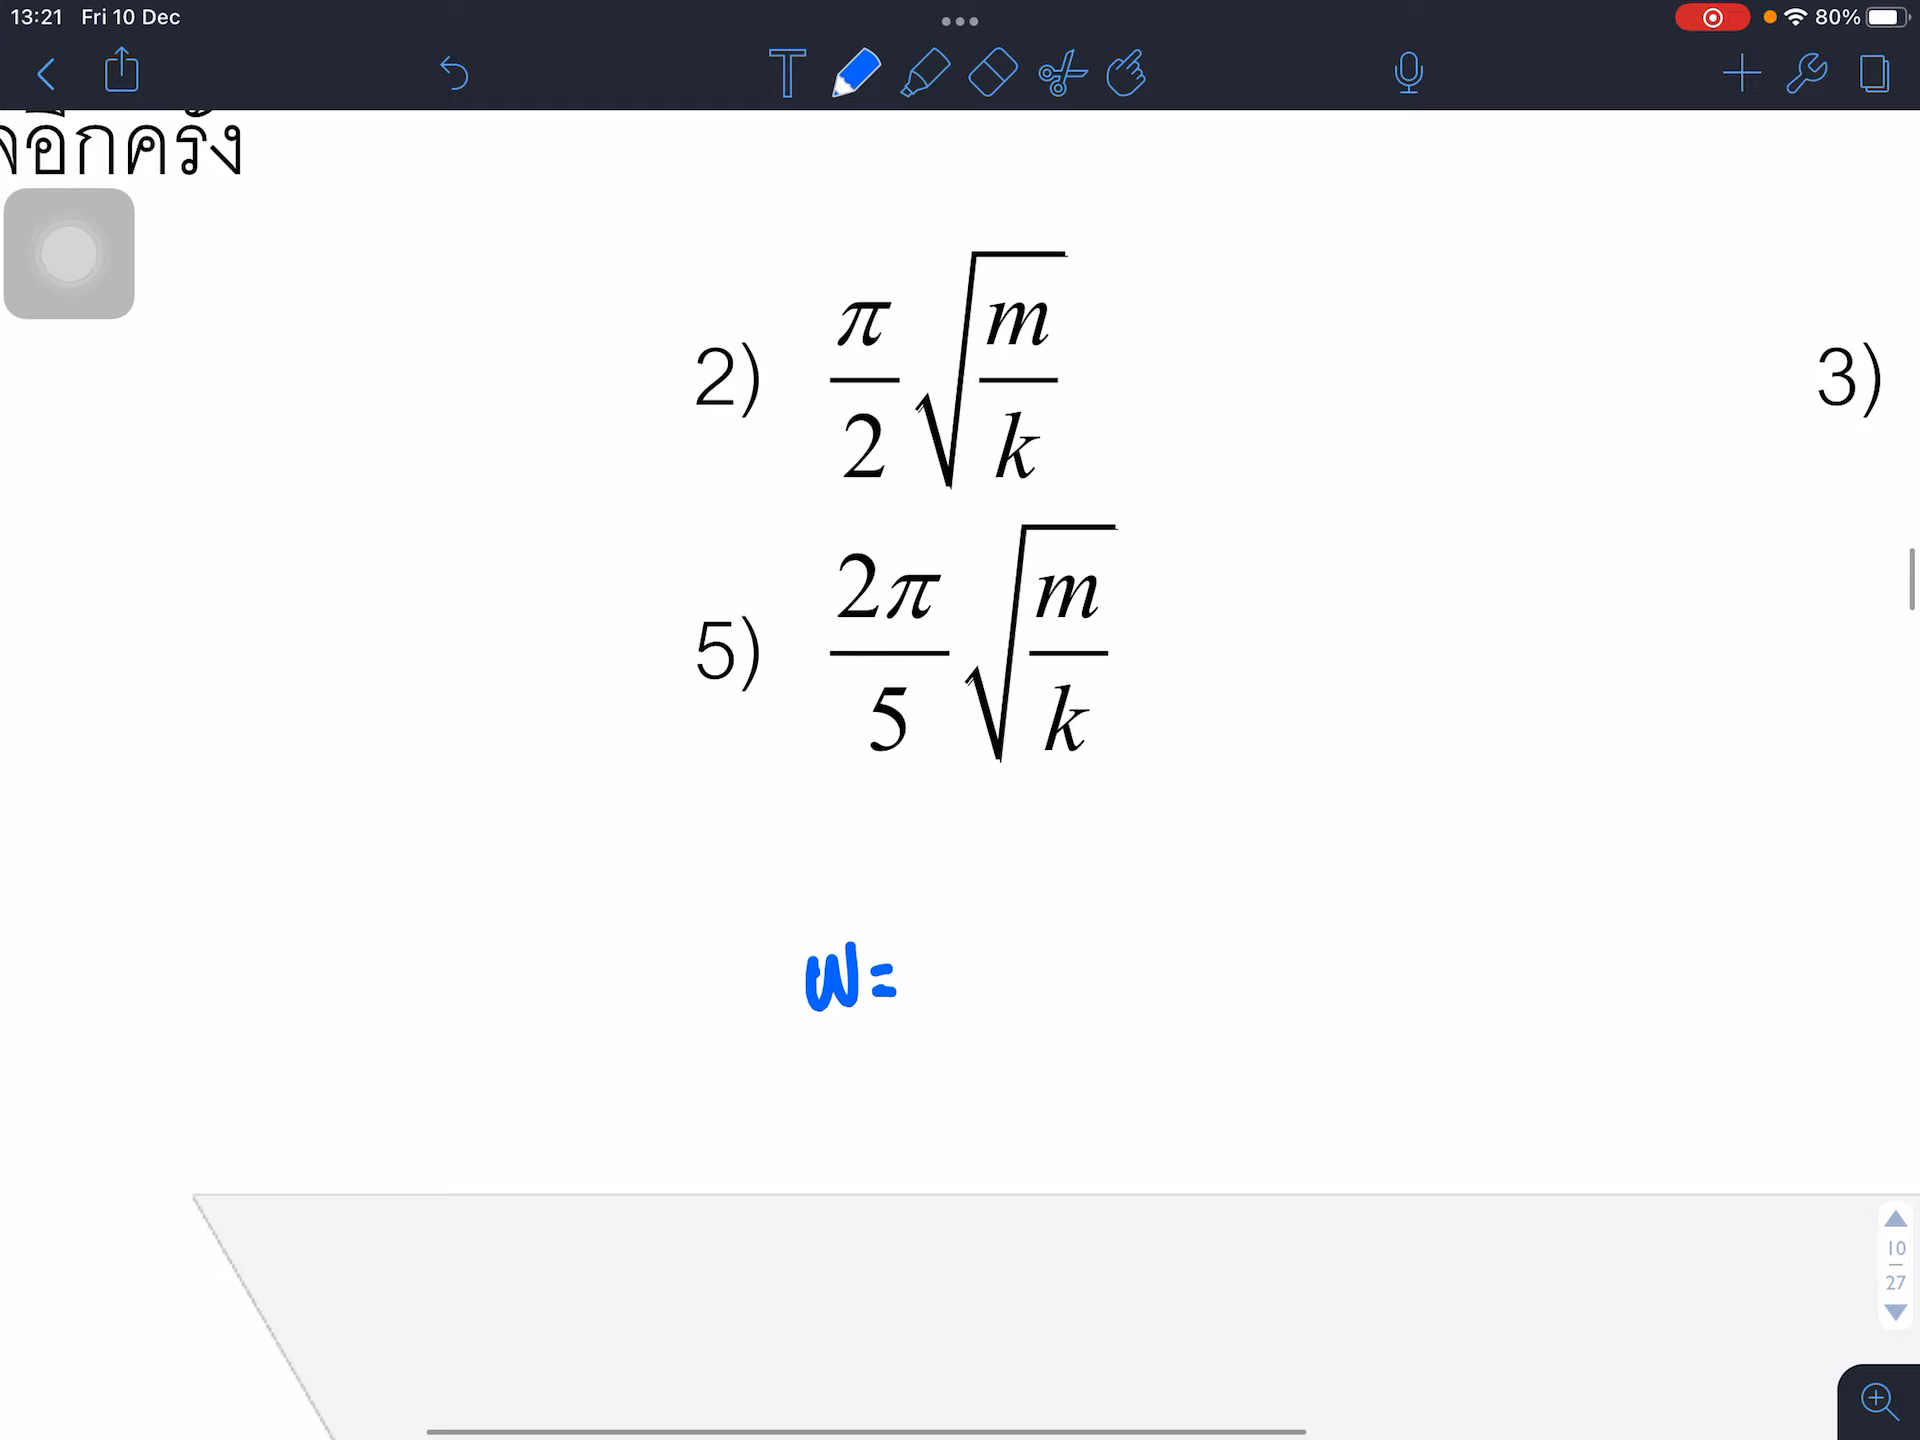 13:21 Fri 10 Dec 80%
T
อีกครั้ง
2) π/2 √(m/k) 3)
5) 2π/5 √(m/k)
ω=
10
27